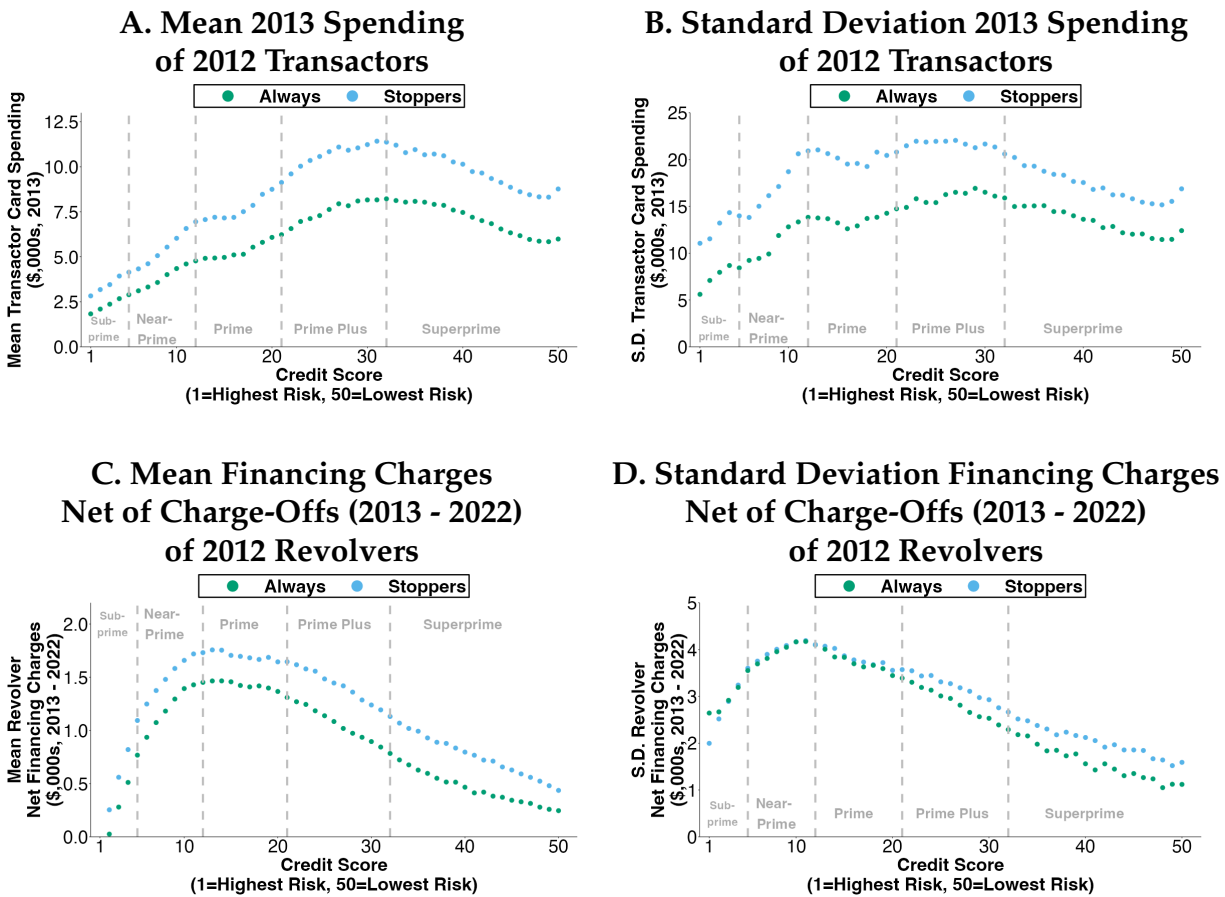 A. Mean 2013 Spending
of 2012 Transactors
Always Stoppers
Mean Transactor Card Spending
($,000s, 2013)
12.5
10.0
7.5
5.0
2.5
0.0
Sub-
prime
Near-
Prime
Prime
Prime Plus
Superprime
1 10 20 30 40 50
Credit Score
(1=Highest Risk, 50=Lowest Risk)
B. Standard Deviation 2013 Spending
of 2012 Transactors
Always Stoppers
S.D. Transactor Card Spending
($,000s, 2013)
25
20
15
10
5
0
Sub-
prime
Near-
Prime
Prime
Prime Plus
Superprime
1 10 20 30 40 50
Credit Score
(1=Highest Risk, 50=Lowest Risk)
C. Mean Financing Charges
Net of Charge-Offs (2013 - 2022)
of 2012 Revolvers
Always Stoppers
Mean Revolver
Net Financing Charges
($,000s, 2013 - 2022)
2.0
1.5
1.0
0.5
0.0
Sub-
prime
Near-
Prime
Prime
Prime Plus
Superprime
1 10 20 30 40 50
Credit Score
(1=Highest Risk, 50=Lowest Risk)
D. Standard Deviation Financing Charges
Net of Charge-Offs (2013 - 2022)
of 2012 Revolvers
Always Stoppers
S.D. Revolver
Net Financing Charges
($,000s, 2013 - 2022)
5
4
3
2
1
0
Sub-
prime
Near-
Prime
Prime
Prime Plus
Superprime
1 10 20 30 40 50
Credit Score
(1=Highest Risk, 50=Lowest Risk)